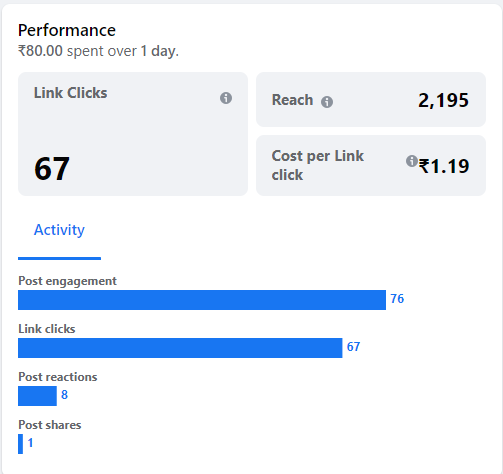 Performance
₹80.00 spent over 1 day.
Link Clicks
67
Reach
2,195
Cost per Link
click
₹1.19
Activity
Post engagement
76
Link clicks
67
Post reactions
8
Post shares
1